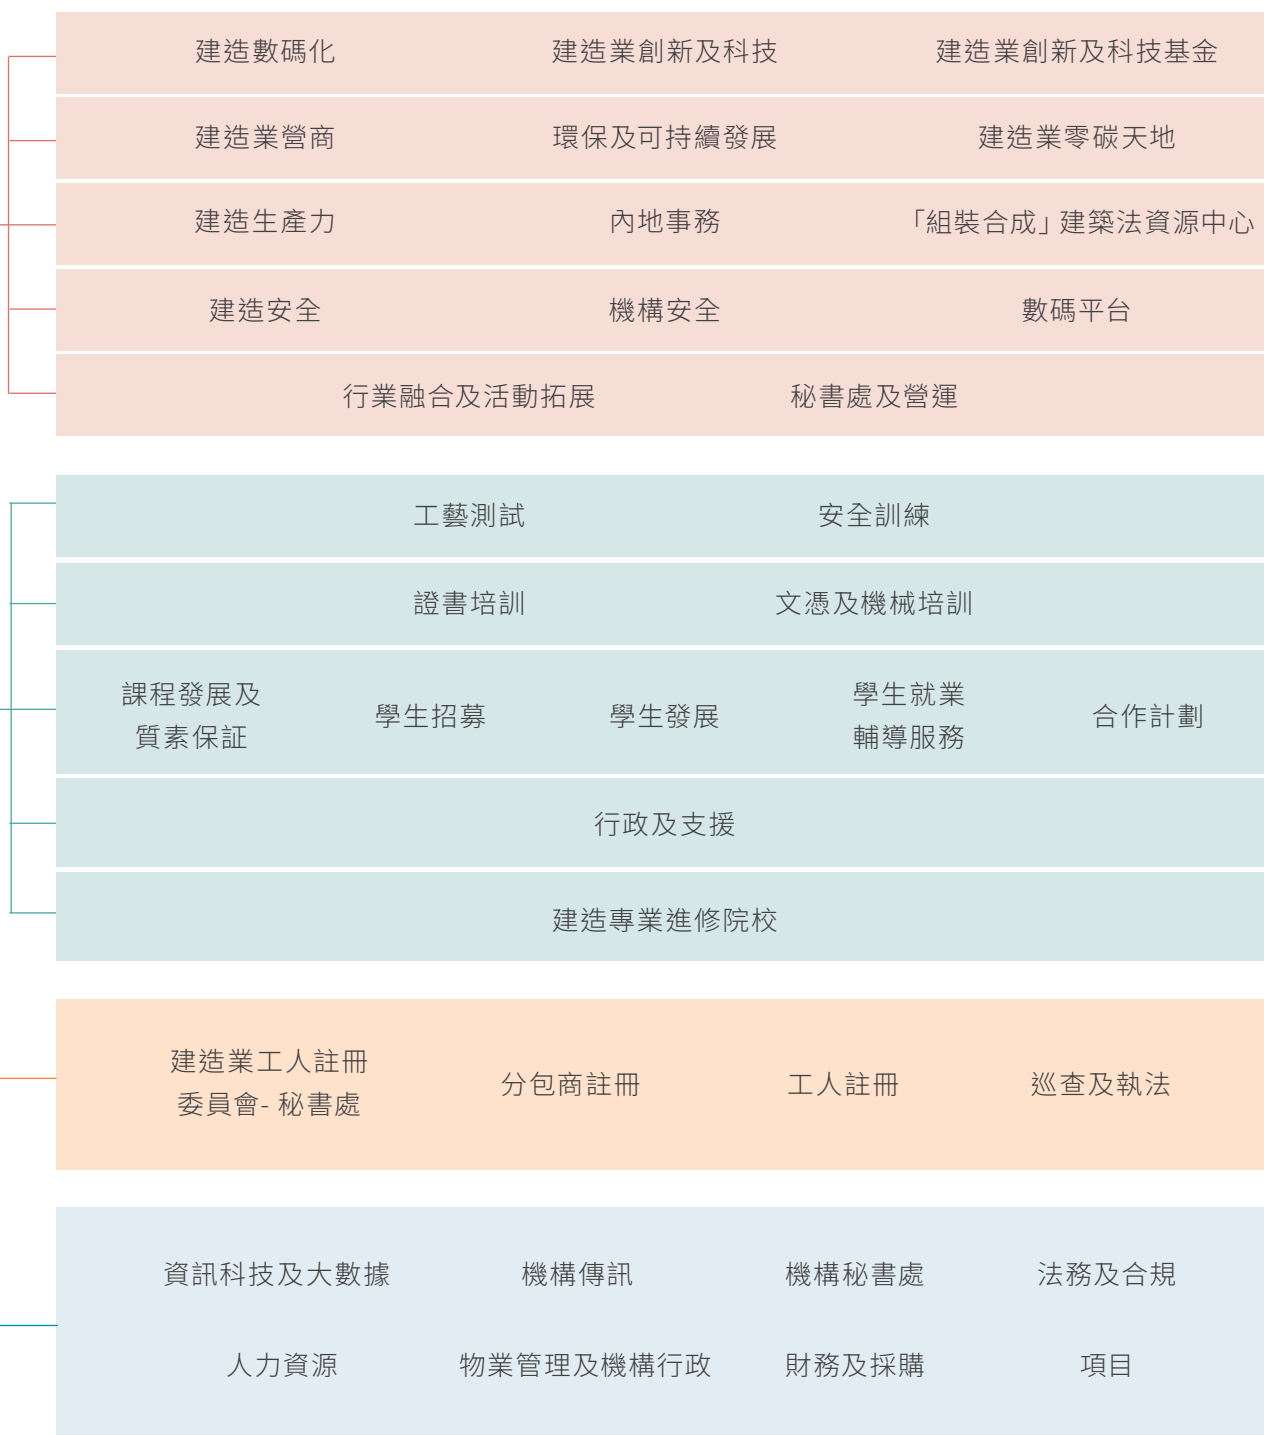 建造數碼化
建造業創新及科技
建造業創新及科技基金
建造業營商
環保及可持續發展
建造業零碳天地
建造生產力
內地事務
「組裝合成」建築法資源中心
建造安全
機構安全
數碼平台
行業融合及活動拓展
秘書處及營運
工藝測試
安全訓練
證書培訓
文憑及機械培訓
課程發展及
質素保証
學生招募
學生發展
學生就業
輔導服務
合作計劃
行政及支援
建造專業進修院校
建造業工人註冊
委員會- 秘書處
分包商註冊
工人註冊
巡查及執法
資訊科技及大數據
機構傳訊
機構秘書處
法務及合規
人力資源
物業管理及機構行政
財務及採購
項目